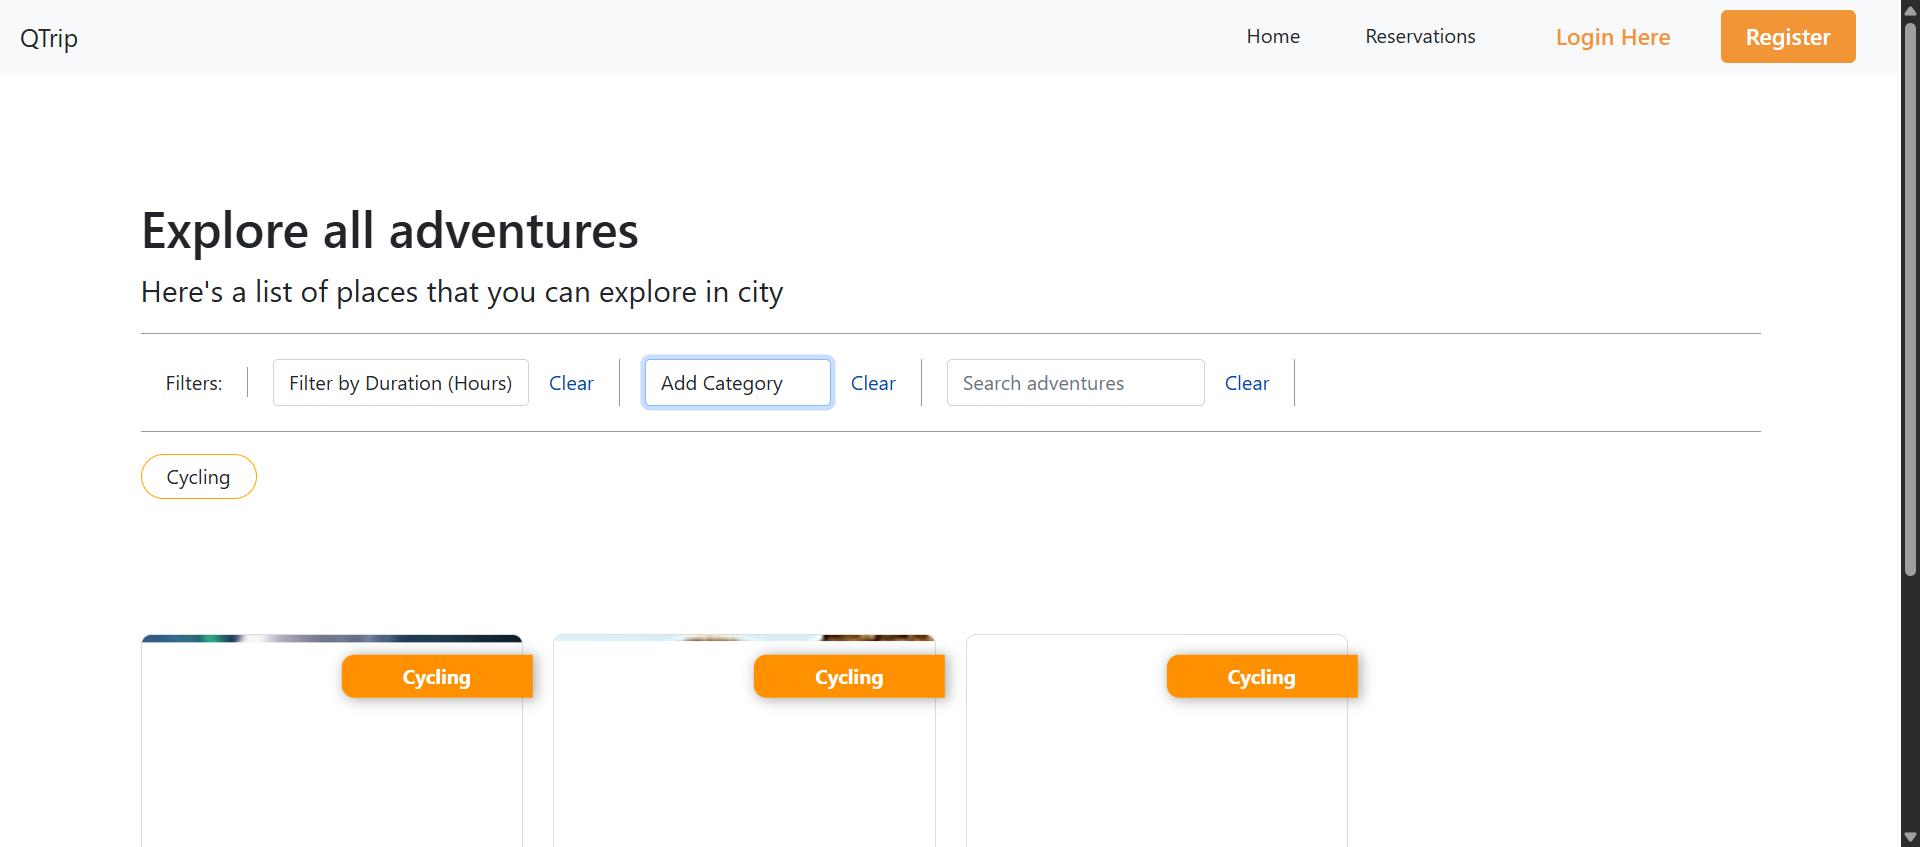 QTrip Home Reservations Login Here Register
Explore all adventures
Here's a list of places that you can explore in city
Filters: Filter by Duration (Hours) Clear Add Category Clear Search adventures Clear
Cycling
Cycling Cycling Cycling